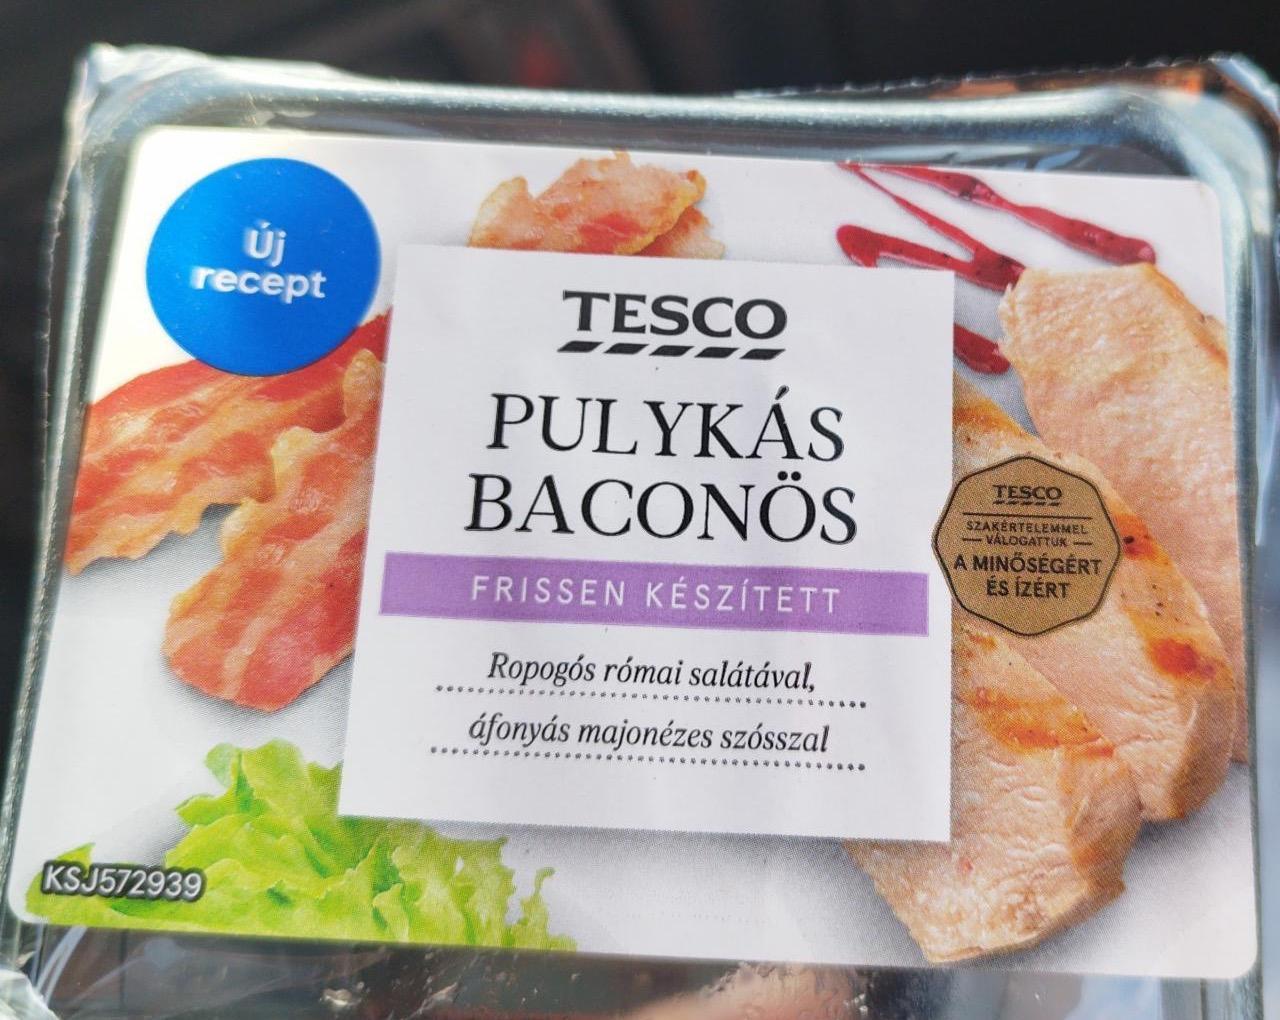 Új
recept
TESCO
PULYKÁS
BACONÖS
FRISSEN KÉSZÍTETT
Ropogós római salátával,
áfonyás majonézes szósszal
TESCO
SZAKÉRTELEMMEL
VÁLOGATTUK
A MINŐSÉGÉRT
ÉS ÍZÉRT
KSJ572939